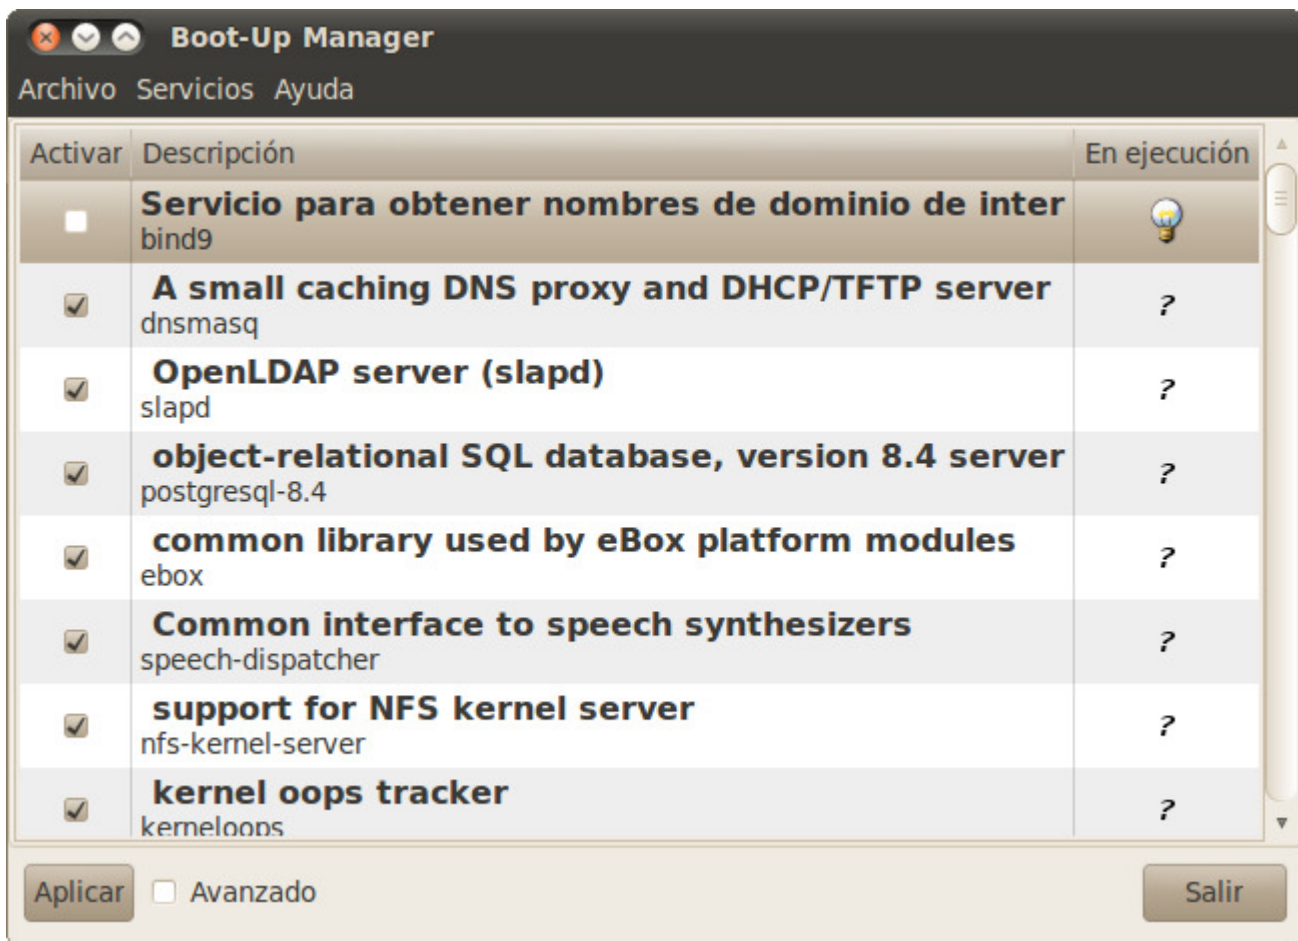 Boot-Up Manager
Archivo Servicios Ayuda
Activar Descripción En ejecución
Servicio para obtener nombres de dominio de inter
bind9
A small caching DNS proxy and DHCP/TFTP server
?
dnsmasq
OpenLDAP server (slapd)
?
slapd
object-relational SQL database, version 8.4 server
?
postgresql-8.4
common library used by eBox platform modules
?
ebox
Common interface to speech synthesizers
?
speech-dispatcher
support for NFS kernel server
?
nfs-kernel-server
kernel oops tracker
?
kerneloops
Aplicar Avanzado Salir